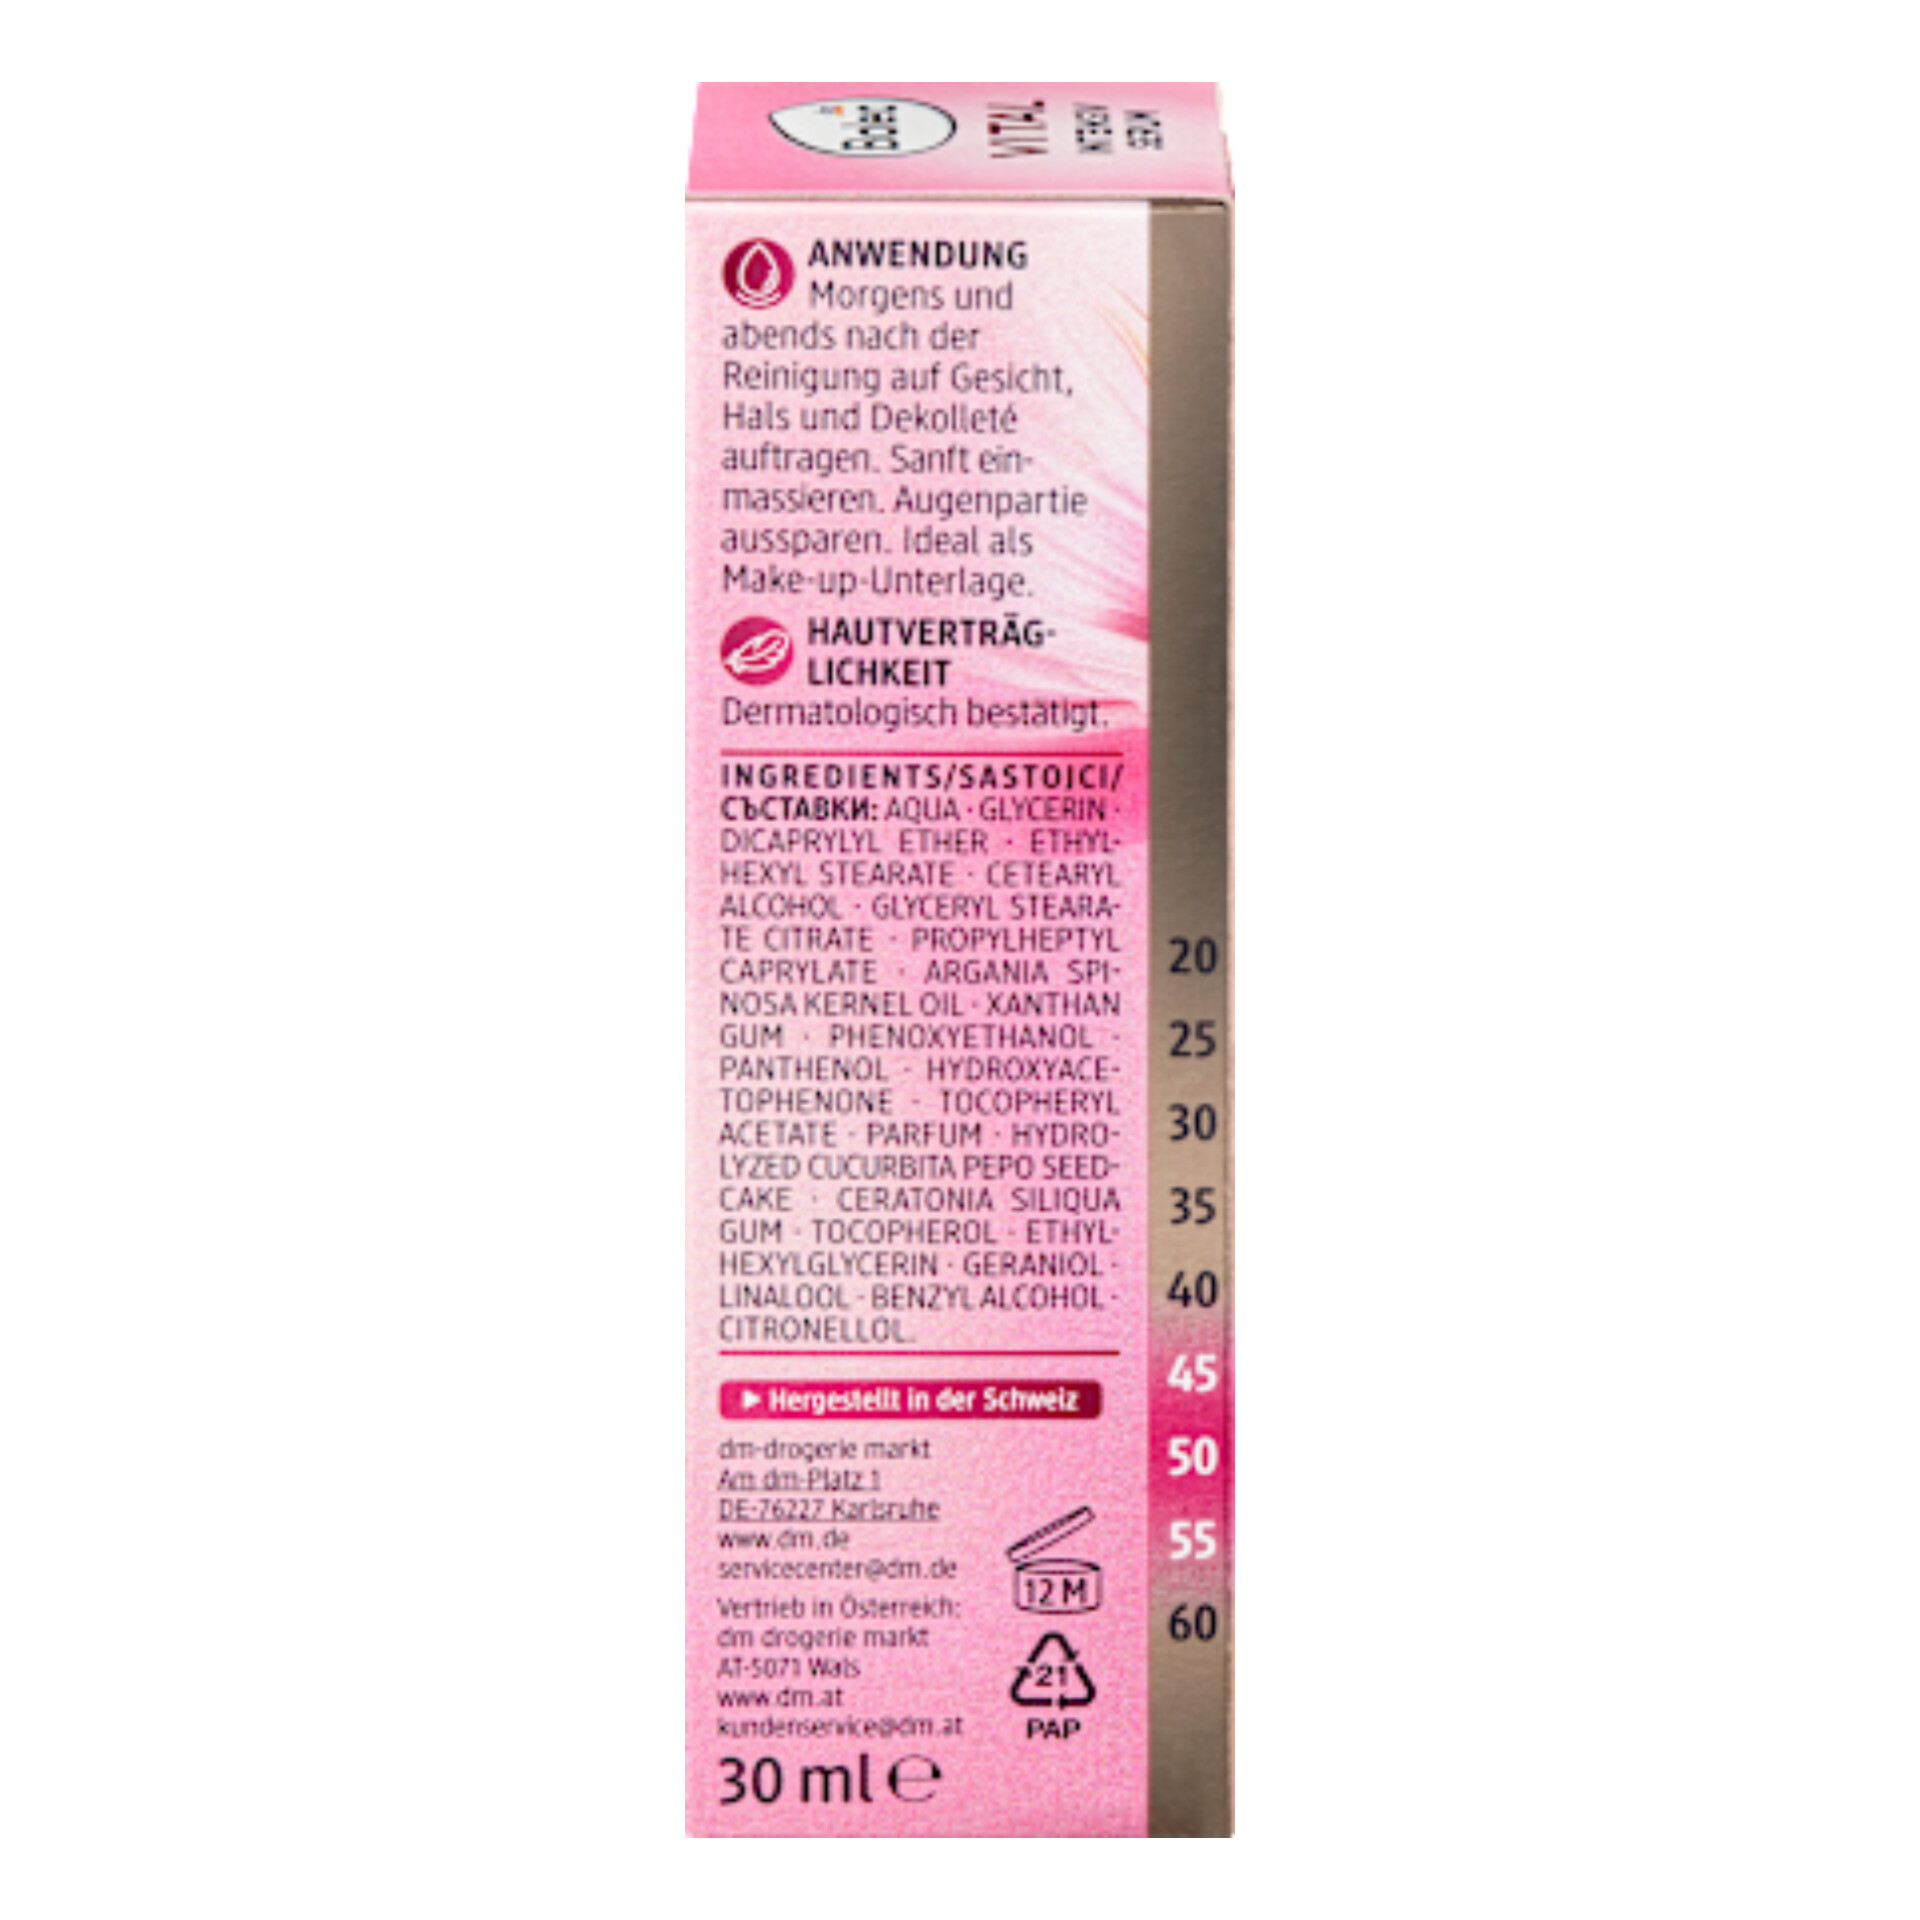 Balea
VITAL
INTENSIV
SERUM
ANWENDUNG
Morgens und
abends nach der
Reinigung auf Gesicht,
Hals und Dekolleté
auftragen. Sanft ein-
massieren. Augenpartie
aussparen. Ideal als
Make-up-Unterlage.
HAUTVERTRÄG-
LICHKEIT
Dermatologisch bestätigt.
INGREDIENTS/SASTOJCI/
СЪСТАВКИ: AQUA · GLYCERIN ·
DICAPRYLYL ETHER · ETHYL-
HEXYL STEARATE · CETEARYL
ALCOHOL · GLYCERYL STEARA-
TE CITRATE · PROPYLHEPTYL
CAPRYLATE · ARGANIA SPI-
NOSA KERNEL OIL · XANTHAN
GUM · PHENOXYETHANOL ·
PANTHENOL · HYDROXYACE-
TOPHENONE · TOCOPHERYL
ACETATE · PARFUM · HYDRO-
LYZED CUCURBITA PEPO SEED-
CAKE · CERATONIA SILIQUA
GUM · TOCOPHEROL · ETHYL-
HEXYLGLYCERIN · GERANIOL ·
LINALOOL · BENZYL ALCOHOL ·
CITRONELLOL.
Hergestellt in der Schweiz
dm-drogerie markt
Am dm-Platz 1
DE-76227 Karlsruhe
www.dm.de
servicecenter@dm.de
Vertrieb in Österreich:
dm drogerie markt
AT-5071 Wals
www.dm.at
kundenservice@dm.at
30 ml ℮
12 M
21
PAP
20
25
30
35
40
45
50
55
60